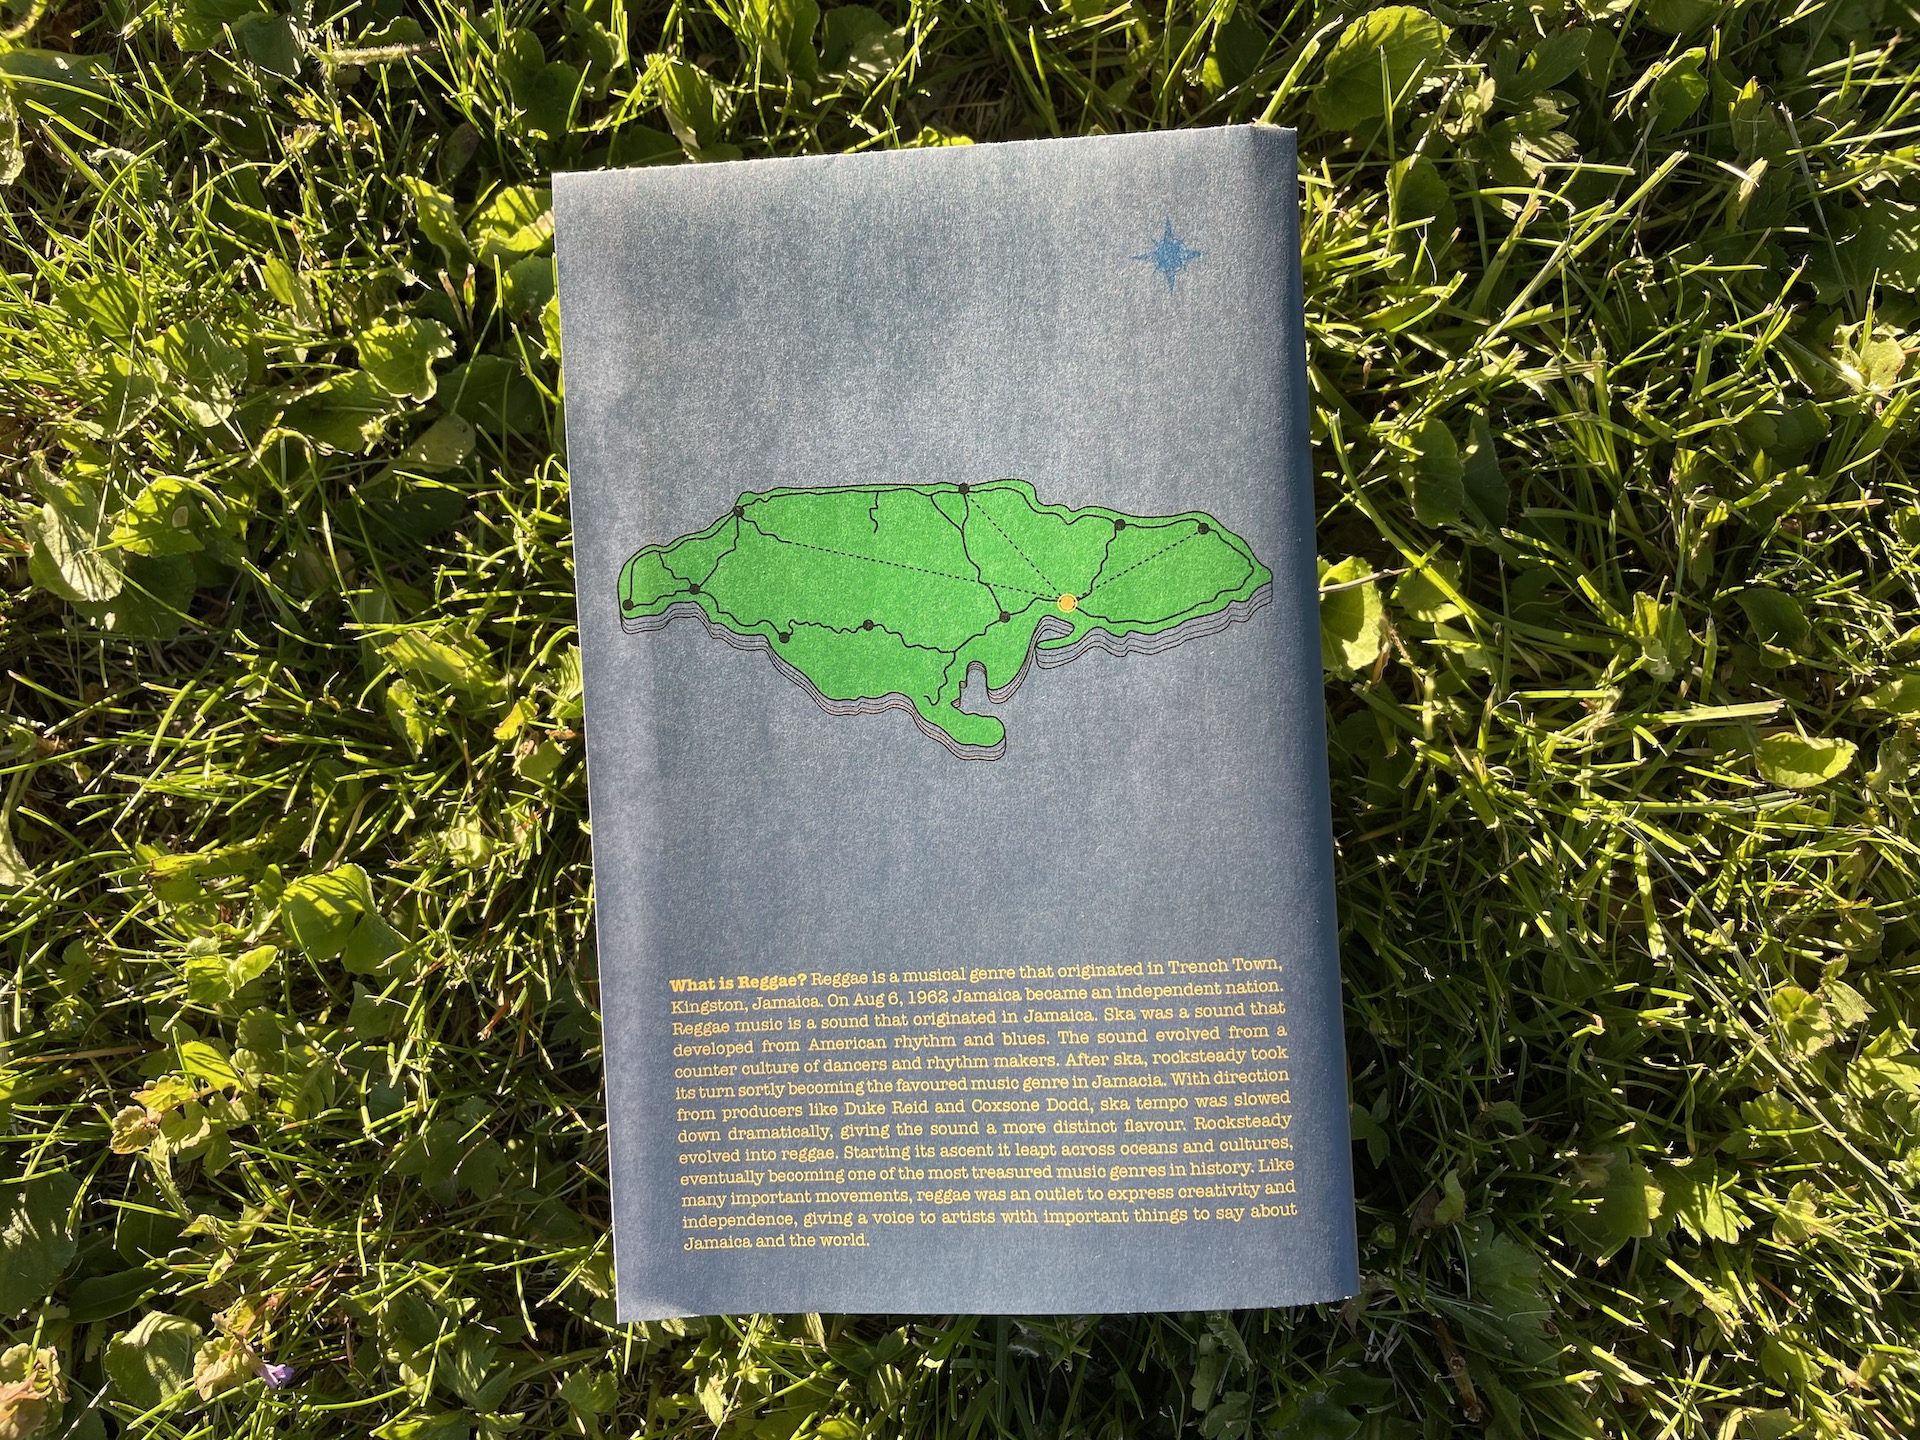 What is Reggae? Reggae is a musical genre that originated in Trench Town,
Kingston, Jamaica. On Aug 6, 1962 Jamaica became an independent nation.
Reggae music is a sound that originated in Jamaica. Ska was a sound that
developed from American rhythm and blues. The sound evolved from a
counter culture of dancers and rhythm makers. After ska, rocksteady took
its turn sortly becoming the favoured music genre in Jamacia. With direction
from producers like Duke Reid and Coxsone Dodd, ska tempo was slowed
down dramatically, giving the sound a more distinct flavour. Rocksteady
evolved into reggae. Starting its ascent it leapt across oceans and cultures,
eventually becoming one of the most treasured music genres in history. Like
many important movements, reggae was an outlet to express creativity and
independence, giving a voice to artists with important things to say about
Jamaica and the world.